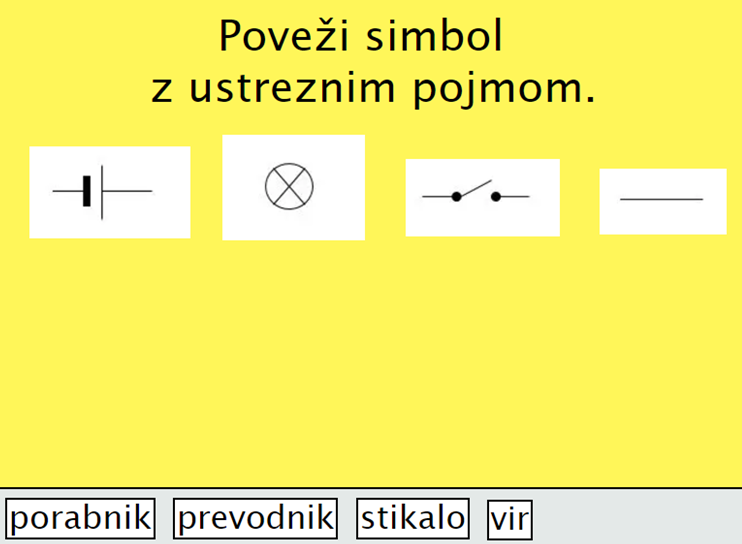 Poveži simbol
z ustreznim pojmom.
porabnik prevodnik stikalo vir